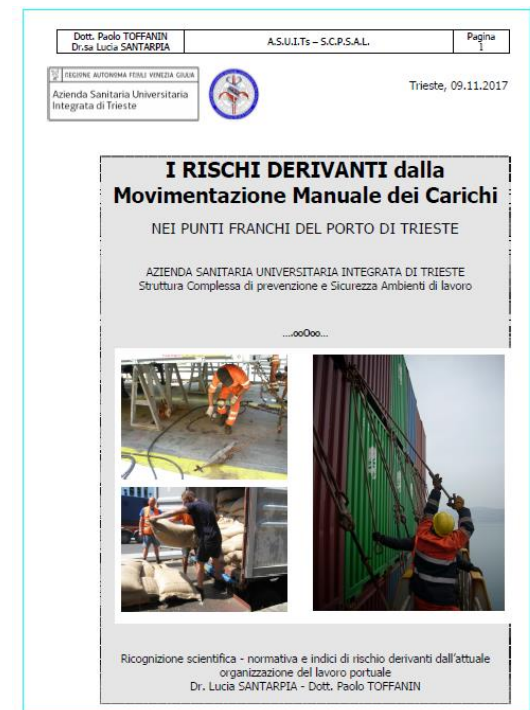 Dott. Paolo TOFFANIN
Dr.sa Lucia SANTARPIA
A.S.U.I.Ts – S.C.P.S.A.L.
Pagina
1
REGIONE AUTONOMA FRIULI VENEZIA GIULIA
Azienda Sanitaria Universitaria
Integrata di Trieste
Trieste, 09.11.2017
I RISCHI DERIVANTI dalla
Movimentazione Manuale dei Carichi
NEI PUNTI FRANCHI DEL PORTO DI TRIESTE
AZIENDA SANITARIA UNIVERSITARIA INTEGRATA DI TRIESTE
Struttura Complessa di prevenzione e Sicurezza Ambienti di lavoro
....ooOoo...
Ricognizione scientifica - normativa e indici di rischio derivanti dall'attuale
organizzazione del lavoro portuale
Dr. Lucia SANTARPIA - Dott. Paolo TOFFANIN